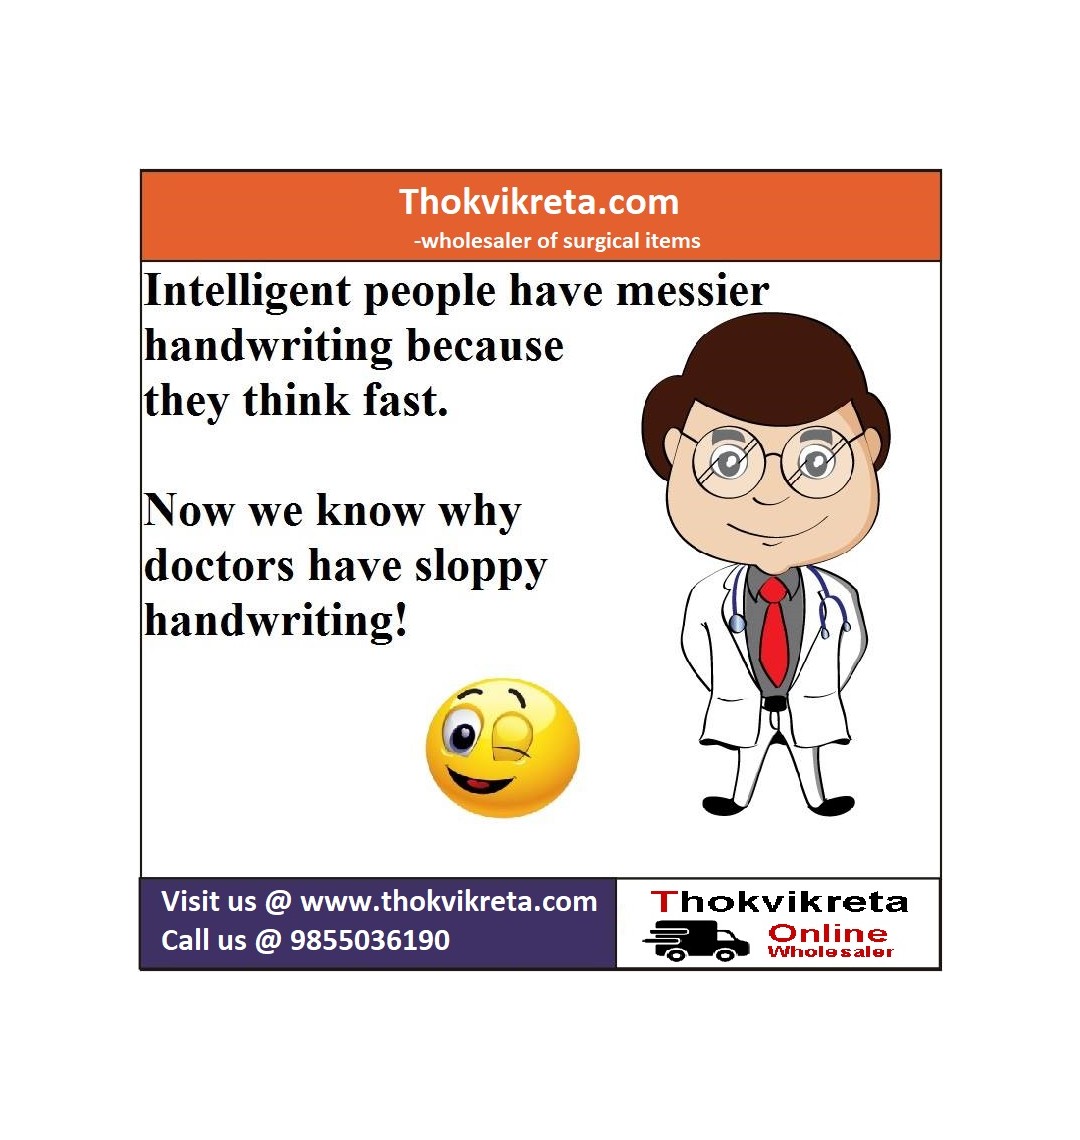 Thokvikreta.com
-wholesaler of surgical items
Intelligent people have messier
handwriting because
they think fast.
Now we know why
doctors have sloppy
handwriting!
Visit us @ www.thokvikreta.com
Call us @ 9855036190
Thokvikreta
Online
Wholesaler